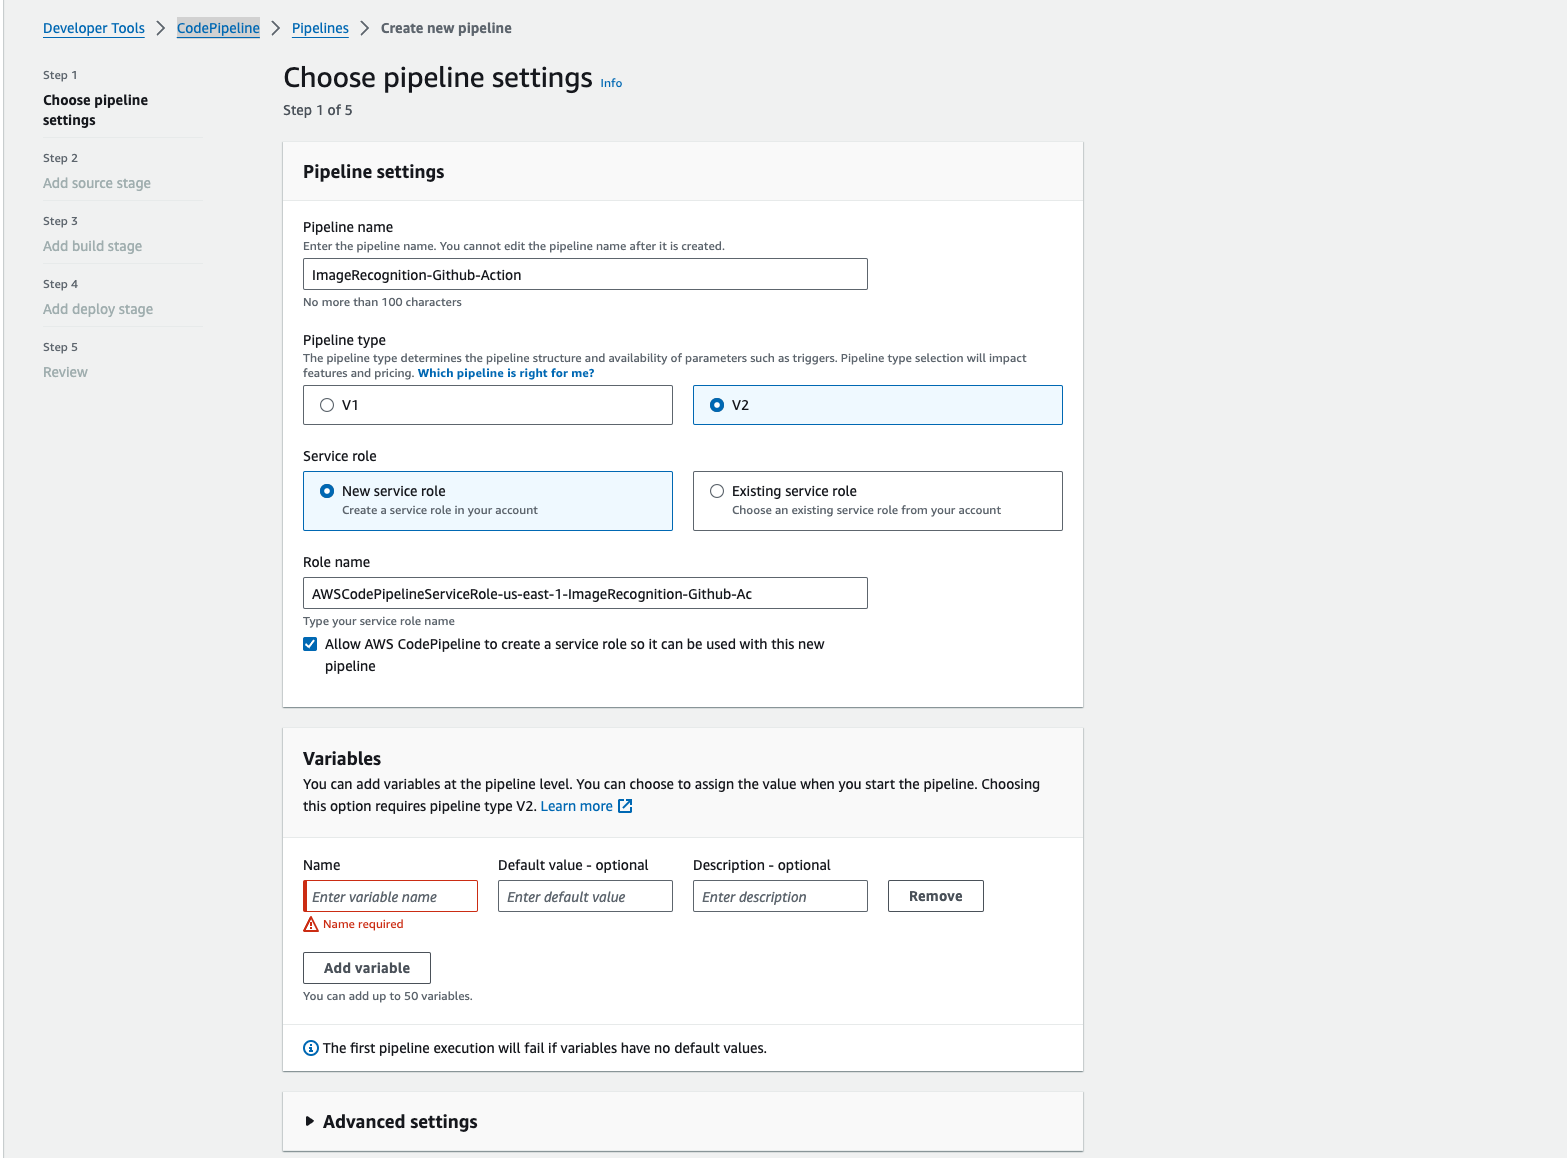 Developer Tools > CodePipeline > Pipelines > Create new pipeline
Step 1
Choose pipeline
settings
Step 2
Add source stage
Step 3
Add build stage
Step 4
Add deploy stage
Step 5
Review
Choose pipeline settings Info
Step 1 of 5
Pipeline settings
Pipeline name
Enter the pipeline name. You cannot edit the pipeline name after it is created.
ImageRecognition-Github-Action
No more than 100 characters
Pipeline type
The pipeline type determines the pipeline structure and availability of parameters such as triggers. Pipeline type selection will impact
features and pricing. Which pipeline is right for me?
V1
V2
Service role
New service role
Create a service role in your account
Existing service role
Choose an existing service role from your account
Role name
AWSCodePipelineServiceRole-us-east-1-ImageRecognition-Github-Ac
Type your service role name
Allow AWS CodePipeline to create a service role so it can be used with this new
pipeline
Variables
You can add variables at the pipeline level. You can choose to assign the value when you start the pipeline. Choosing
this option requires pipeline type V2. Learn more
Name
Default value - optional
Description - optional
Enter variable name
Enter default value
Enter description
Remove
Name required
Add variable
You can add up to 50 variables.
The first pipeline execution will fail if variables have no default values.
Advanced settings